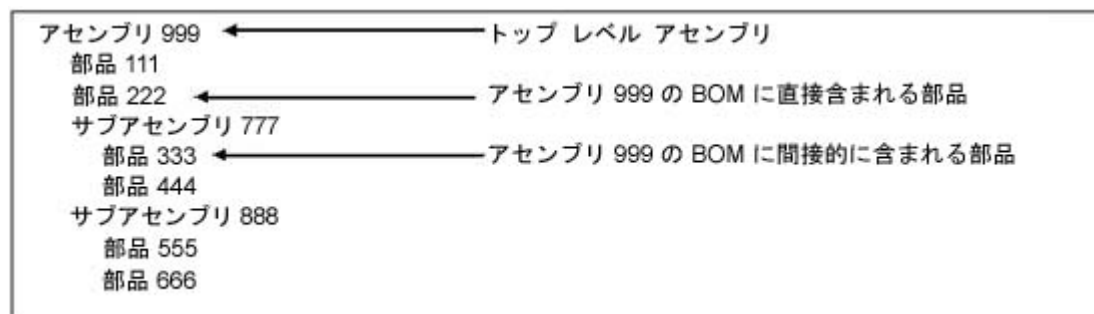 アセンブリ 999 トップ レベル アセンブリ
部品 111
部品 222 アセンブリ 999 の BOM に直接含まれる部品
サブアセンブリ 777
部品 333 アセンブリ 999 の BOM に間接的に含まれる部品
部品 444
サブアセンブリ 888
部品 555
部品 666